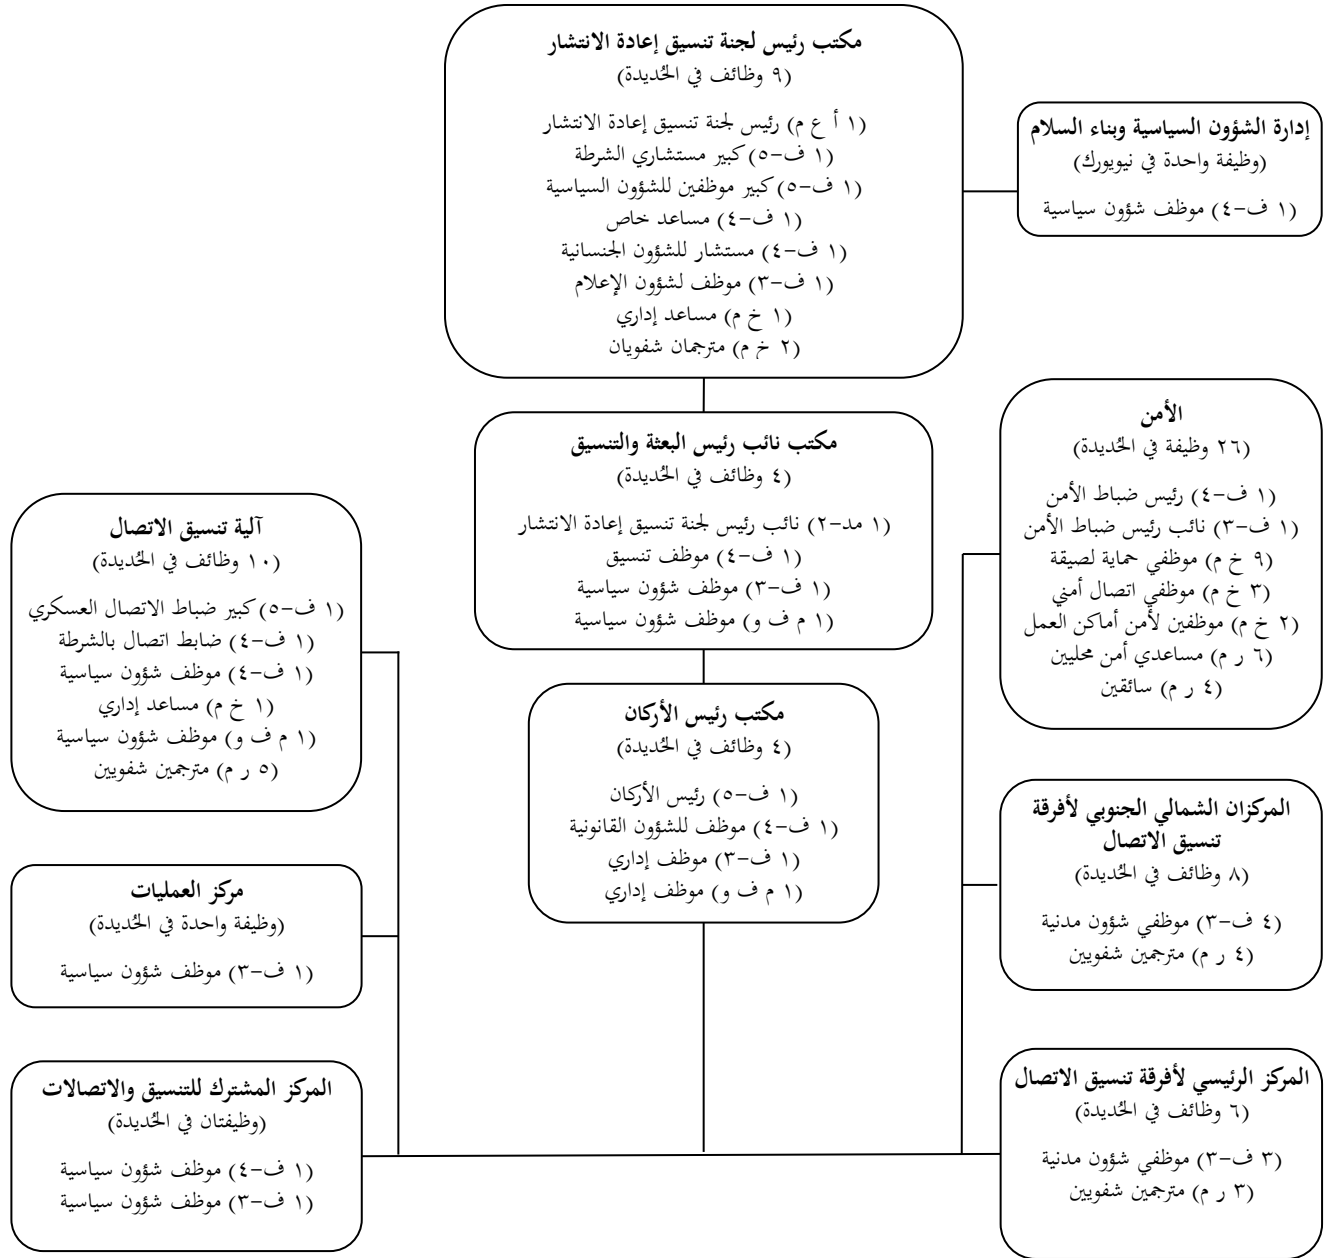 مكتب رئيس لجنة تنسيق إعادة الانتشار
(٩ وظائف في الحُديدة)
(١ أ ع م) رئيس لجنة تنسيق إعادة الانتشار
(١ ف-٥) كبير مستشاري الشرطة
(١ ف-٥) كبير موظفين للشؤون السياسية
(١ ف-٤) مساعد خاص
(١ ف-٤) مستشار للشؤون الجنسانية
(١ ف-٣) موظف لشؤون الإعلام
(١ خ م) مساعد إداري
(٢ خ م) مترجمان شفويان
إدارة الشؤون السياسية وبناء السلام
(وظيفة واحدة في نيويورك)
(١ ف-٤) موظف شؤون سياسية
مكتب نائب رئيس البعثة والتنسيق
(٤ وظائف في الحُديدة)
(١ مد-٢) نائب رئيس لجنة تنسيق إعادة الانتشار
(١ ف-٤) موظف تنسيق
(١ ف-٣) موظف شؤون سياسية
(١ م ف و) موظف شؤون سياسية
مكتب رئيس الأركان
(٤ وظائف في الحُديدة)
(١ ف-٥) رئيس الأركان
(١ ف-٤) موظف للشؤون القانونية
(١ ف-٣) موظف إداري
(١ م ف و) موظف إداري
الأمن
(٢٦ وظيفة في الحُديدة)
(١ ف-٤) رئيس ضباط الأمن
(١ ف-٣) نائب رئيس ضباط الأمن
(٩ خ م) موظفي حماية لصيقة
(٣ خ م) موظفي اتصال أمني
(٢ خ م) موظفين لأمن أماكن العمل
(٦ ر م) مساعدي أمن محليين
(٤ ر م) سائقين
المركزان الشمالي الجنوبي لأفرقة
تنسيق الاتصال
(٨ وظائف في الحُديدة)
(٤ ف-٣) موظفي شؤون مدنية
(٤ ر م) مترجمين شفويين
المركز الرئيسي لأفرقة تنسيق الاتصال
(٦ وظائف في الحُديدة)
(٣ ف-٣) موظفي شؤون مدنية
(٣ ر م) مترجمين شفويين
آلية تنسيق الاتصال
(١٠ وظائف في الحُديدة)
(١ ف-٥) كبير ضباط الاتصال العسكري
(١ ف-٤) ضابط اتصال بالشرطة
(١ ف-٤) موظف شؤون سياسية
(١ خ م) مساعد إداري
(١ م ف و) موظف شؤون سياسية
(٥ ر م) مترجمين شفويين
مركز العمليات
(وظيفة واحدة في الحُديدة)
(١ ف-٣) موظف شؤون سياسية
المركز المشترك للتنسيق والاتصالات
(وظيفتان في الحُديدة)
(١ ف-٤) موظف شؤون سياسية
(١ ف-٣) موظف شؤون سياسية